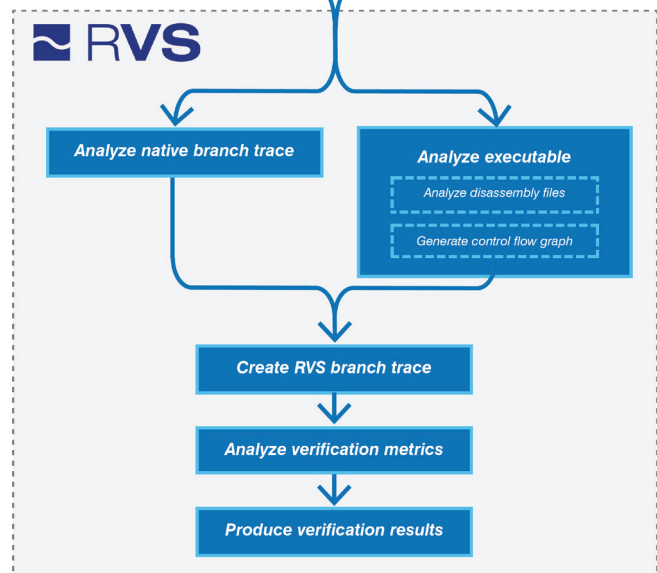 RVS
Analyze native branch trace
Analyze executable
Analyze disassembly files
Generate control flow graph
Create RVS branch trace
Analyze verification metrics
Produce verification results